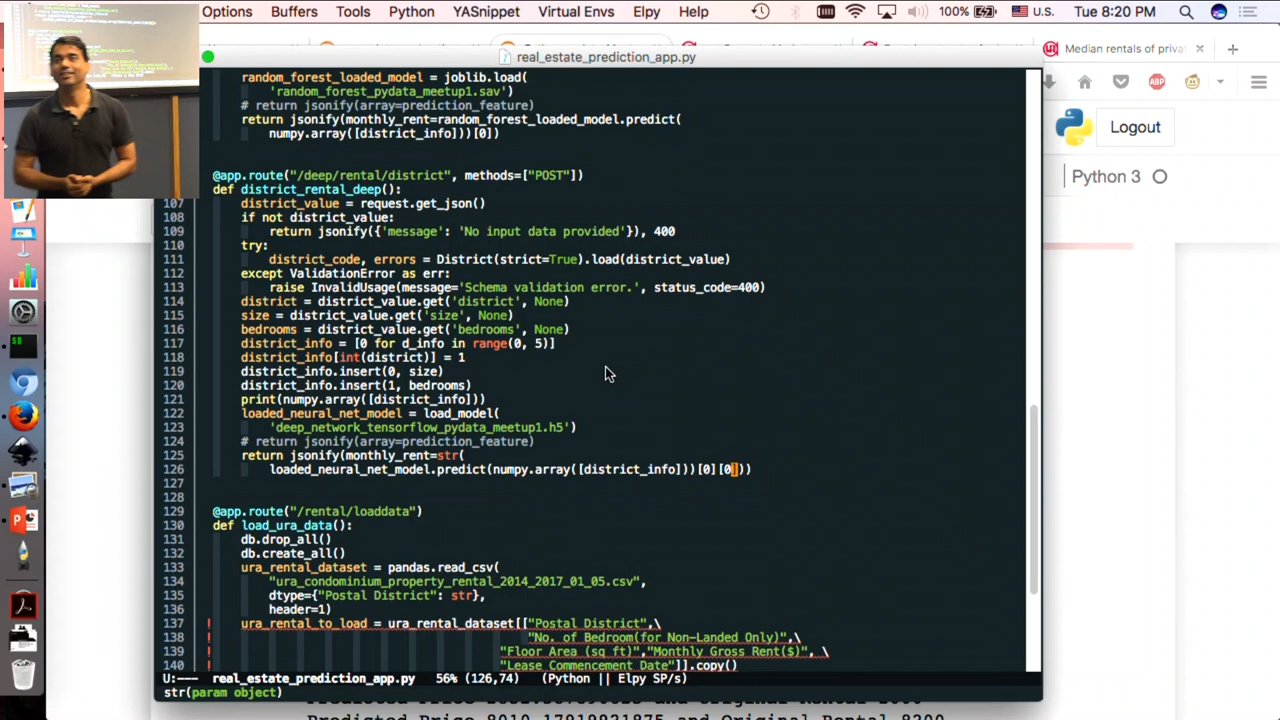 Options Buffers Tools Python YASnippet Virtual Envs Elpy Help 100% U.S. Tue 8:20 PM
real_estate_prediction_app.py
Median rentals of privat
Logout
Python 3
random_forest_loaded_model = joblib.load(
'random_forest_pydata_meetup1.sav')
# return jsonify(array=prediction_feature)
return jsonify(monthly_rent=random_forest_loaded_model.predict(
numpy.array([district_info]))[0])
@app.route("/deep/rental/district", methods=["POST"])
def district_rental_deep():
107 district_value = request.get_json()
108 if not district_value:
109 return jsonify({'message': 'No input data provided'}), 400
110 try:
111 district_code, errors = District(strict=True).load(district_value)
112 except ValidationError as err:
113 raise InvalidUsage(message='Schema validation error.', status_code=400)
114 district = district_value.get('district', None)
115 size = district_value.get('size', None)
116 bedrooms = district_value.get('bedrooms', None)
117 district_info = [0 for d_info in range(0, 5)]
118 district_info[int(district)] = 1
119 district_info.insert(0, size)
120 district_info.insert(1, bedrooms)
121 print(numpy.array([district_info]))
122 loaded_neural_net_model = load_model(
123 'deep_network_tensorflow_pydata_meetup1.h5')
124 # return jsonify(array=prediction_feature)
125 return jsonify(monthly_rent=str(
126 loaded_neural_net_model.predict(numpy.array([district_info]))[0][0]))
127
128
129 @app.route("/rental/loaddata")
130 def load_ura_data():
131 db.drop_all()
132 db.create_all()
133 ura_rental_dataset = pandas.read_csv(
134 "ura_condominium_property_rental_2014_2017_01_05.csv",
135 dtype={"Postal District": str},
136 header=1)
137 ura_rental_to_load = ura_rental_dataset[["Postal District",\
138 "No. of Bedroom(for Non-Landed Only)",\
139 "Floor Area (sq ft)","Monthly Gross Rent($)", \
140 "Lease Commencement Date"]].copy()
U:--- real_estate_prediction_app.py 56% (126,74) (Python || Elpy SP/s)
str(param object)